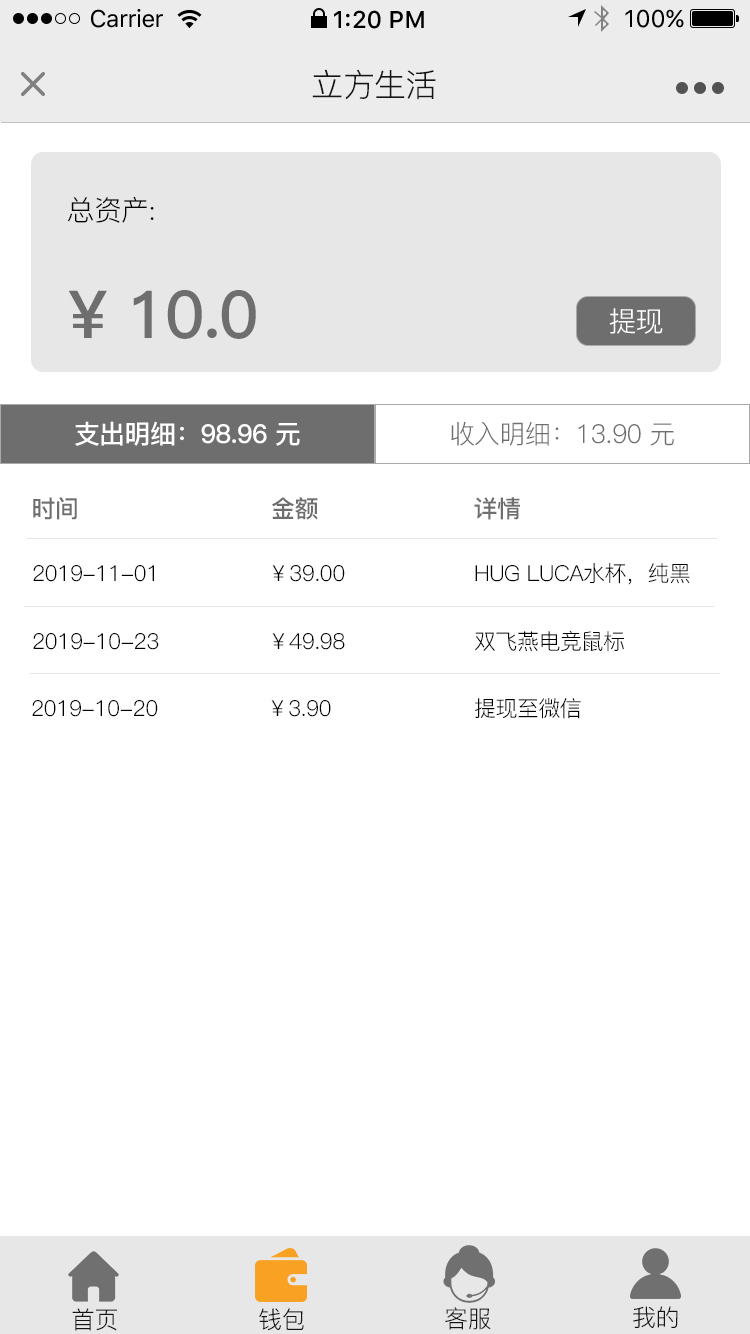 Carrier 1:20 PM 100%
立方生活
总资产:
¥ 10.0
提现
支出明细：98.96 元 收入明细：13.90 元
时间 金额 详情
2019-11-01 ¥39.00 HUG LUCA水杯，纯黑
2019-10-23 ¥49.98 双飞燕电竞鼠标
2019-10-20 ¥3.90 提现至微信
首页 钱包 客服 我的